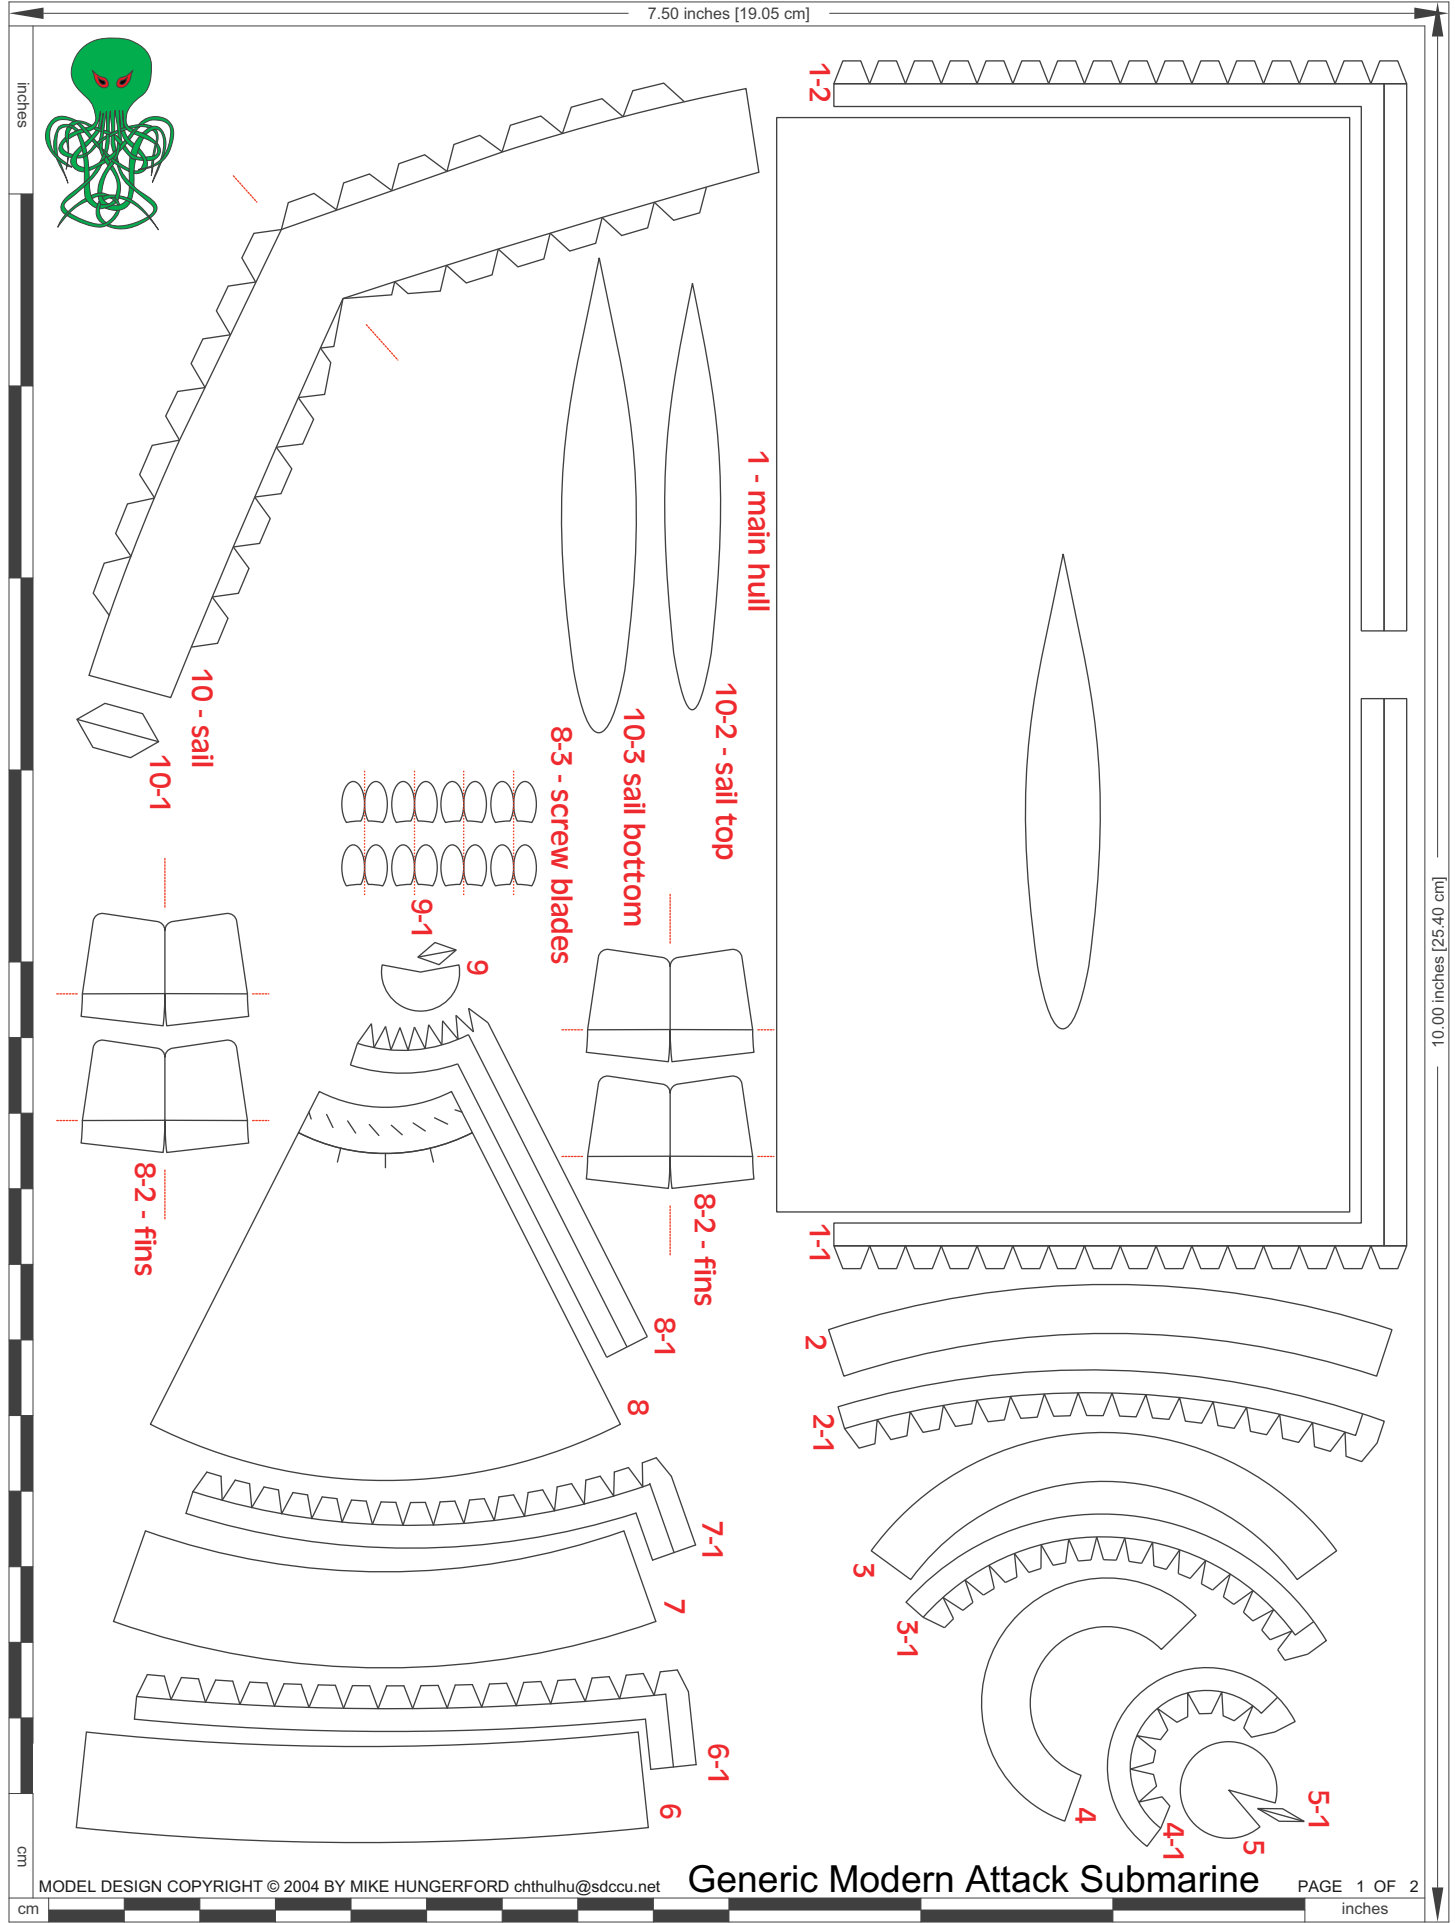 7.50 inches [19.05 cm]
inches
1-2
1 - main hull
10 - sail
10-1
10-2 - sail top
10-3 sail bottom
8-3 - screw blades
9-1
9
10.00 inches [25.40 cm]
8-2 - fins
8-2 - fins
1-1
8-1
8
2
2-1
7-1
7
3
3-1
6-1
6
4
4-1
5-1
5
cm
MODEL DESIGN COPYRIGHT © 2004 BY MIKE HUNGERFORD chthulhu@sdccu.net
Generic Modern Attack Submarine
PAGE 1 OF 2
cm
inches